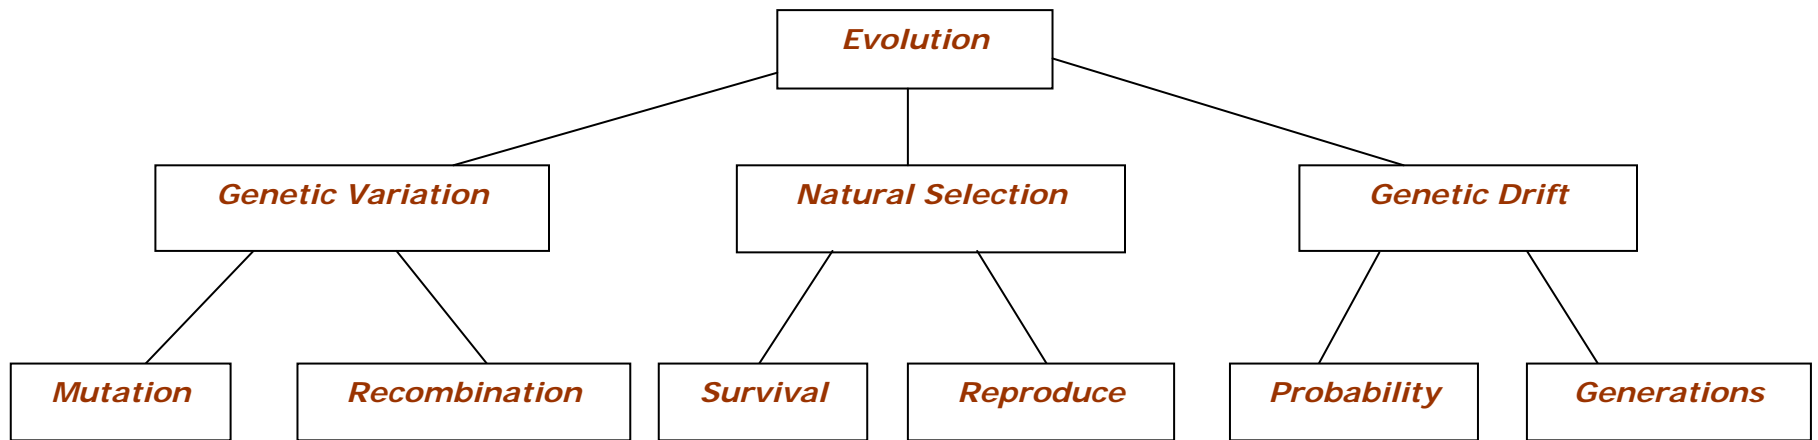 Evolution
Genetic Variation
Natural Selection
Genetic Drift
Mutation
Recombination
Survival
Reproduce
Probability
Generations